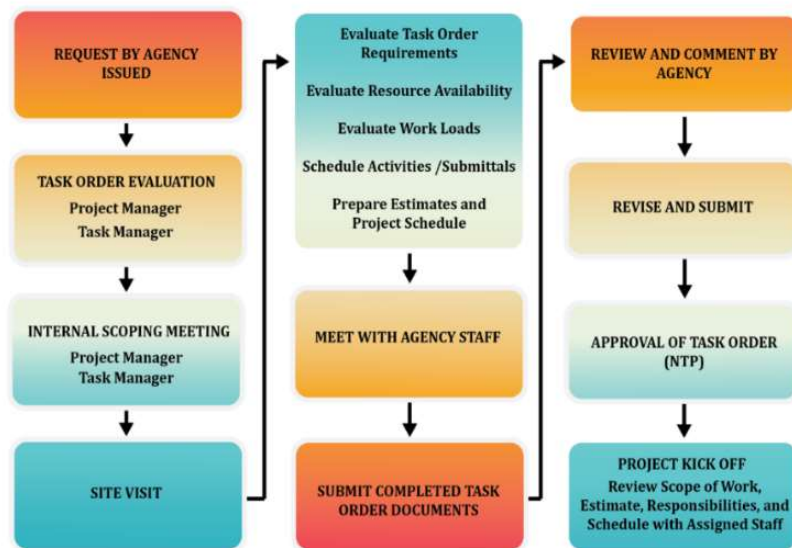 REQUEST BY AGENCY
ISSUED
TASK ORDER EVALUATION
Project Manager
Task Manager
INTERNAL SCOPING MEETING
Project Manager
Task Manager
SITE VISIT
Evaluate Task Order
Requirements
Evaluate Resource Availability
Evaluate Work Loads
Schedule Activities /Submittals
Prepare Estimates and
Project Schedule
MEET WITH AGENCY STAFF
SUBMIT COMPLETED TASK
ORDER DOCUMENTS
REVIEW AND COMMENT BY
AGENCY
REVISE AND SUBMIT
APPROVAL OF TASK ORDER
(NTP)
PROJECT KICK OFF
Review Scope of Work,
Estimate, Responsibilities, and
Schedule with Assigned Staff